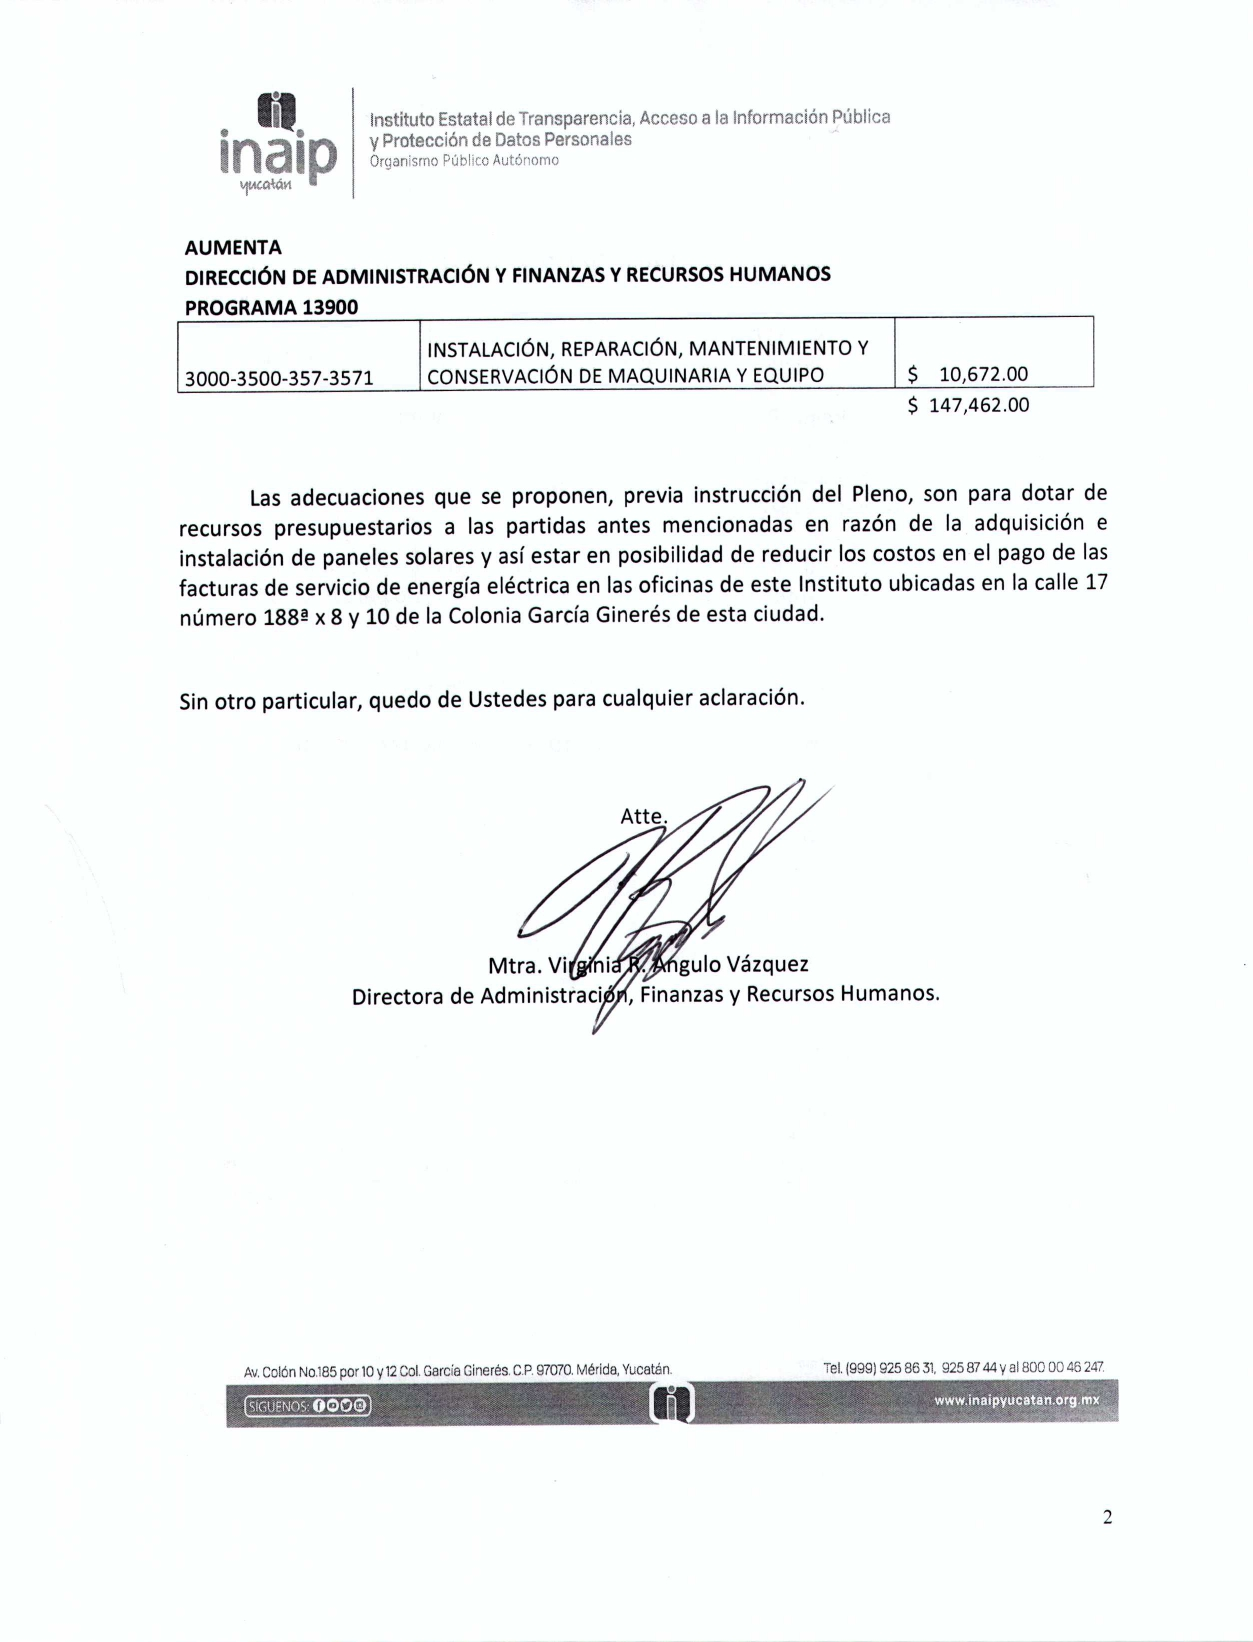 inaip
yucatán
Instituto Estatal de Transparencia, Acceso a la Información Pública
y Protección de Datos Personales
Organismo Público Autónomo
AUMENTA
DIRECCIÓN DE ADMINISTRACIÓN Y FINANZAS Y RECURSOS HUMANOS
PROGRAMA 13900
INSTALACIÓN, REPARACIÓN, MANTENIMIENTO Y
3000-3500-357-3571 CONSERVACIÓN DE MAQUINARIA Y EQUIPO $ 10,672.00
$ 147,462.00
Las adecuaciones que se proponen, previa instrucción del Pleno, son para dotar de
recursos presupuestarios a las partidas antes mencionadas en razón de la adquisición e
instalación de paneles solares y así estar en posibilidad de reducir los costos en el pago de las
facturas de servicio de energía eléctrica en las oficinas de este Instituto ubicadas en la calle 17
número 188ª x 8 y 10 de la Colonia García Ginerés de esta ciudad.
Sin otro particular, quedo de Ustedes para cualquier aclaración.
Atte.
Mtra. Virginia R. Angulo Vázquez
Directora de Administración, Finanzas y Recursos Humanos.
Av. Colón No.185 por 10 y 12 Col. García Ginerés. C.P. 97070. Mérida, Yucatán.
Tel. (999) 925 86 31, 925 87 44 y al 800 00 46 247.
SÍGUENOS:
www.inaipyucatan.org.mx
2